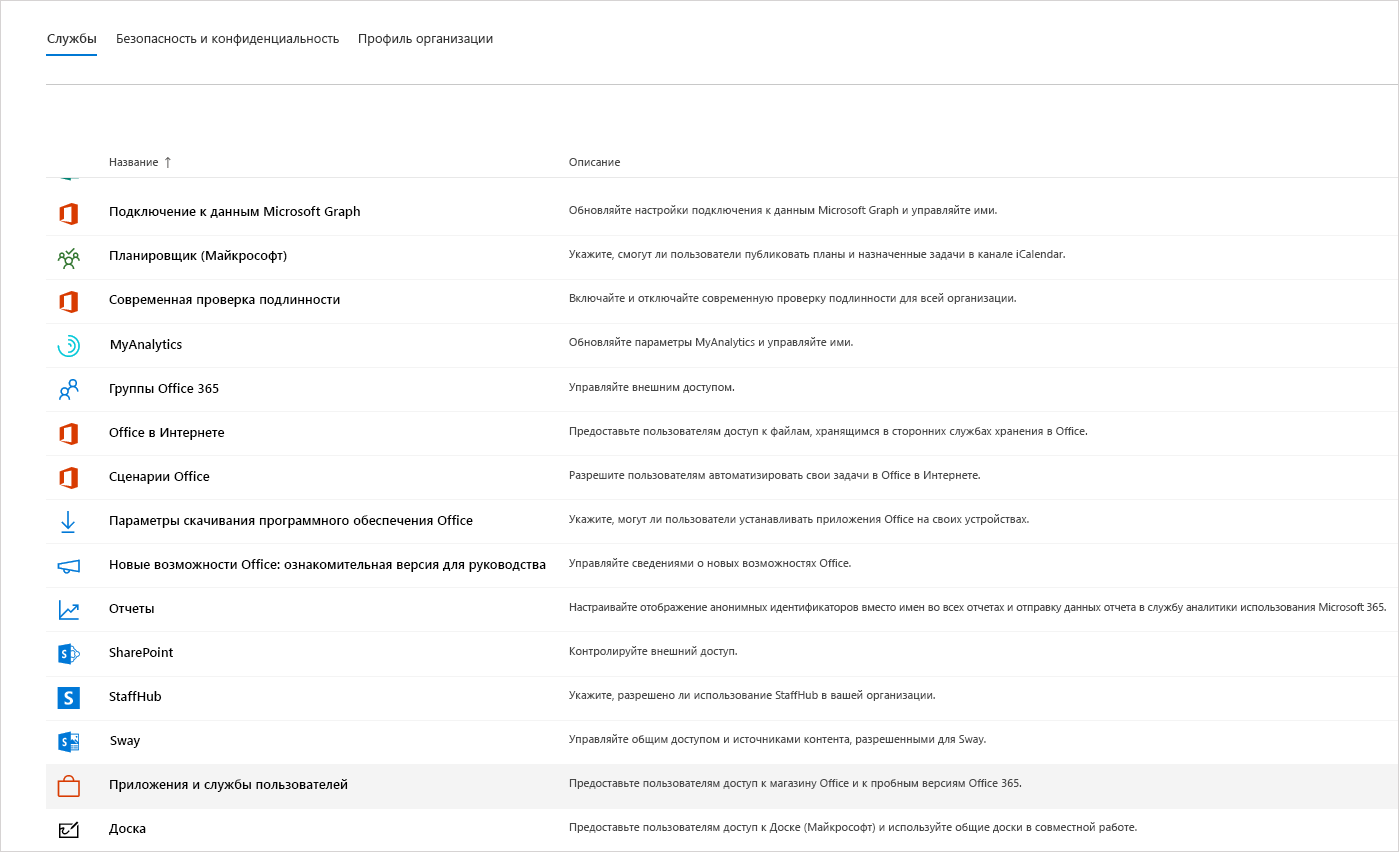 Службы Безопасность и конфиденциальность Профиль организации
Название ↑ Описание
Подключение к данным Microsoft Graph Обновляйте настройки подключения к данным Microsoft Graph и управляйте ими.
Планировщик (Майкрософт) Укажите, смогут ли пользователи публиковать планы и назначенные задачи в канале iCalendar.
Современная проверка подлинности Включайте и отключайте современную проверку подлинности для всей организации.
MyAnalytics Обновляйте параметры MyAnalytics и управляйте ими.
Группы Office 365 Управляйте внешним доступом.
Office в Интернете Предоставьте пользователям доступ к файлам, хранящимся в сторонних службах хранения в Office.
Сценарии Office Разрешите пользователям автоматизировать свои задачи в Office в Интернете.
Параметры скачивания программного обеспечения Office Укажите, могут ли пользователи устанавливать приложения Office на своих устройствах.
Новые возможности Office: ознакомительная версия для руководства Управляйте сведениями о новых возможностях Office.
Отчеты Настраивайте отображение анонимных идентификаторов вместо имен во всех отчетах и отправку данных отчета в службу аналитики использования Microsoft 365.
SharePoint Контролируйте внешний доступ.
StaffHub Укажите, разрешено ли использование StaffHub в вашей организации.
Sway Управляйте общим доступом и источниками контента, разрешенными для Sway.
Приложения и службы пользователей Предоставьте пользователям доступ к магазину Office и к пробным версиям Office 365.
Доска Предоставьте пользователям доступ к Доске (Майкрософт) и используйте общие доски в совместной работе.